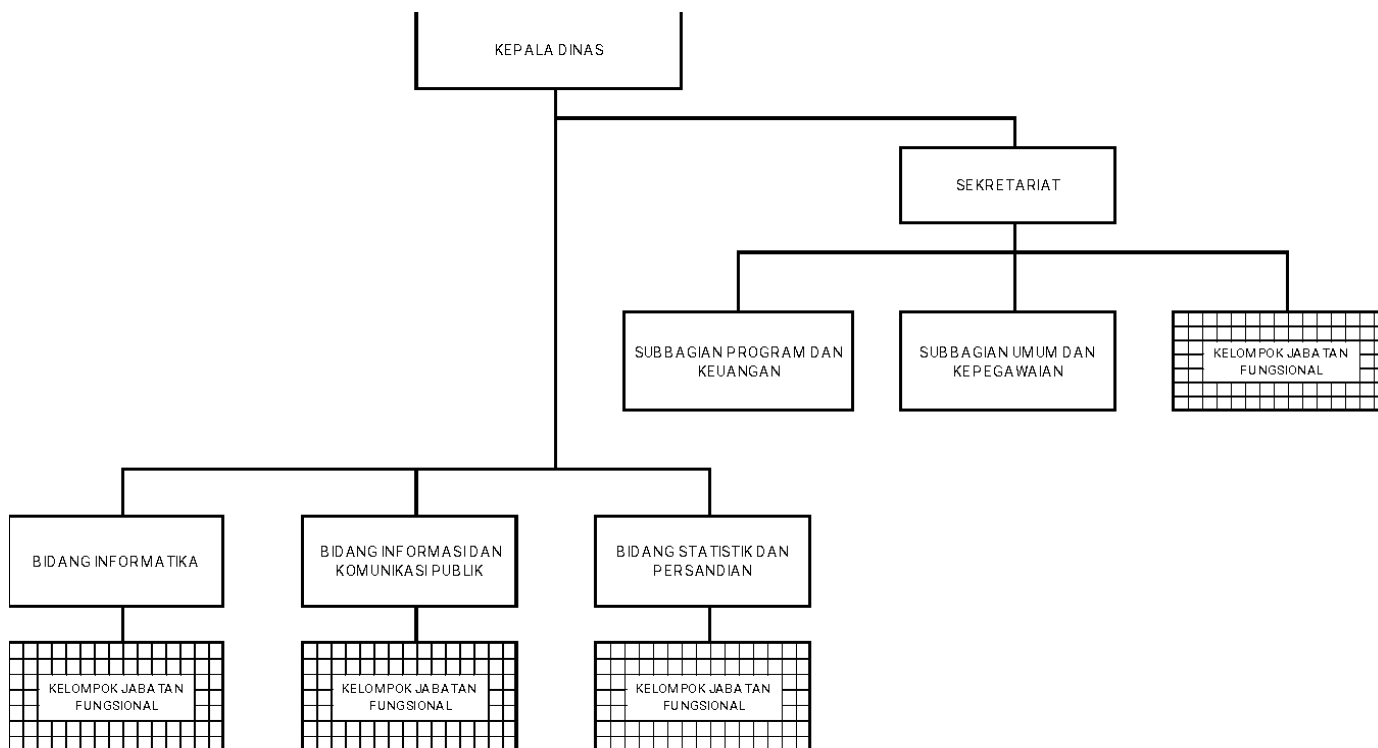 KEPALA DINAS
SEKRETARIAT
SUBBAGIAN PROGRAM DAN
KEUANGAN
SUBBAGIAN UMUM DAN
KEPEGAWAIAN
KELOMPOK JABATAN
FUNGSIONAL
BIDANG INFORMATIKA
BIDANG INFORMASI DAN
KOMUNIKASI PUBLIK
BIDANG STATISTIK DAN
PERSANDIAN
KELOMPOK JABATAN
FUNGSIONAL
KELOMPOK JABATAN
FUNGSIONAL
KELOMPOK JABATAN
FUNGSIONAL